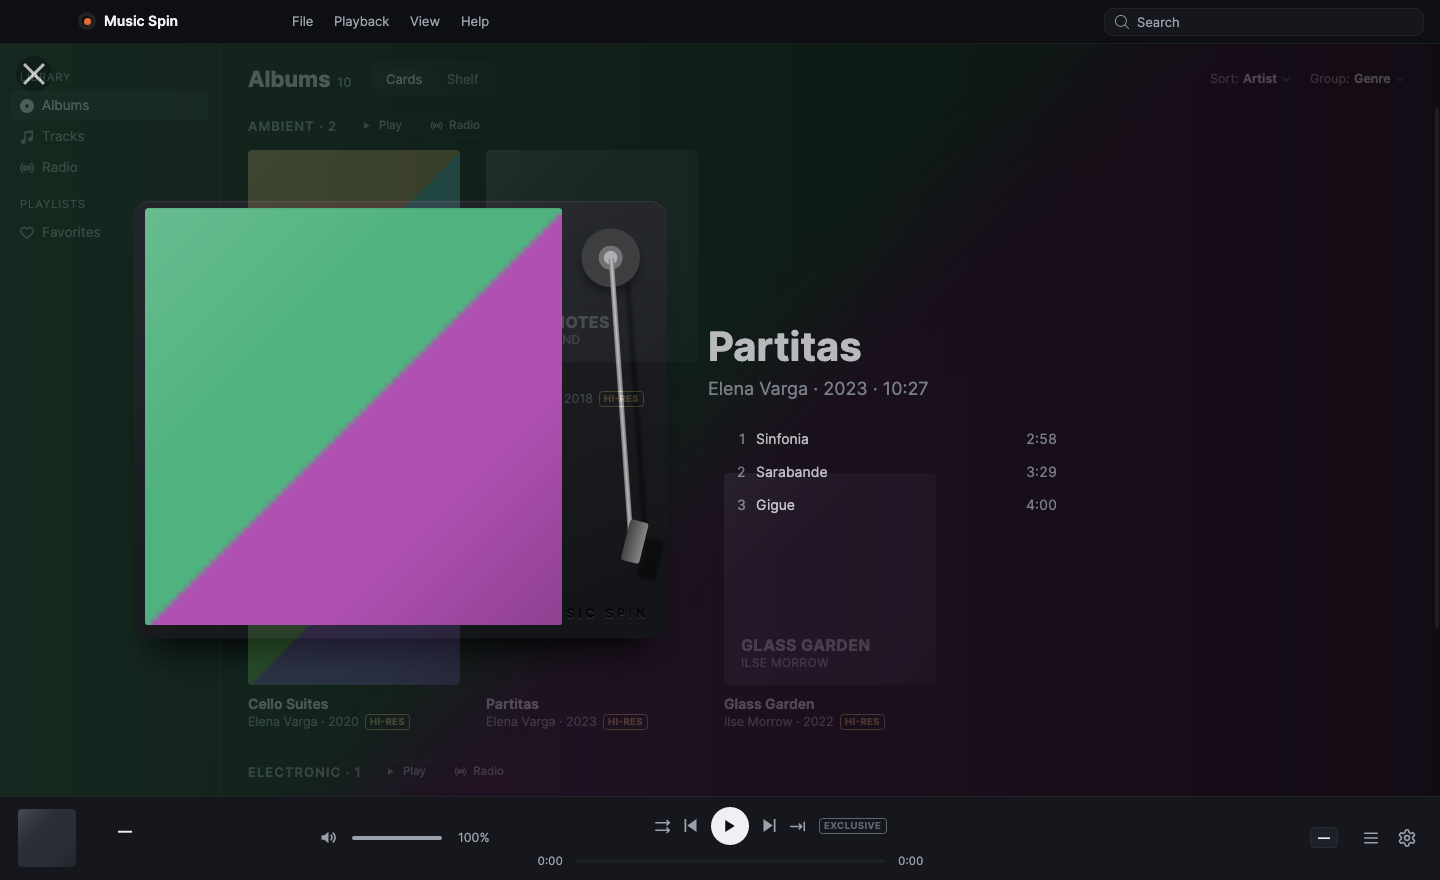 Music Spin
File Playback View Help
Search
Albums 10 Cards Shelf
Sort: Artist Group: Genre
Albums
Tracks
Radio
PLAYLISTS
Favorites
AMBIENT · 2 Play Radio
2018 HI-RES
Partitas
Elena Varga · 2023 · 10:27
1 Sinfonia 2:58
2 Sarabande 3:29
3 Gigue 4:00
GLASS GARDEN
ILSE MORROW
Cello Suites
Elena Varga · 2020 HI-RES
Partitas
Elena Varga · 2023 HI-RES
Glass Garden
Ilse Morrow · 2022 HI-RES
ELECTRONIC · 1 Play Radio
100%
EXCLUSIVE
0:00 0:00